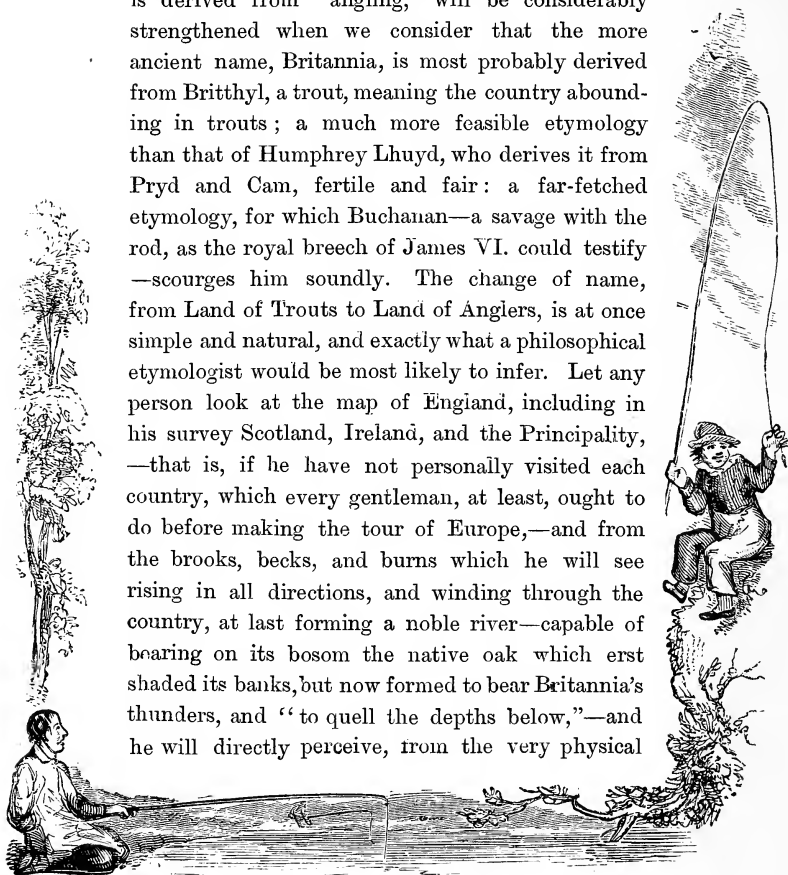 is derived from "angling," will be considerably
strengthened when we consider that the more
ancient name, Britannia, is most probably derived
from Britthyl, a trout, meaning the country abound-
ing in trouts ; a much more feasible etymology
than that of Humphrey Lhuyd, who derives it from
Pryd and Cam, fertile and fair : a far-fetched
etymology, for which Buchanan—a savage with the
rod, as the royal breech of James VI. could testify
—scourges him soundly. The change of name,
from Land of Trouts to Land of Anglers, is at once
simple and natural, and exactly what a philosophical
etymologist would be most likely to infer. Let any
person look at the map of England, including in
his survey Scotland, Ireland, and the Principality,
—that is, if he have not personally visited each
country, which every gentleman, at least, ought to
do before making the tour of Europe,—and from
the brooks, becks, and burns which he will see
rising in all directions, and winding through the
country, at last forming a noble river—capable of
bearing on its bosom the native oak which erst
shaded its banks, but now formed to bear Britannia's
thunders, and "to quell the depths below,"—and
he will directly perceive, from the very physical